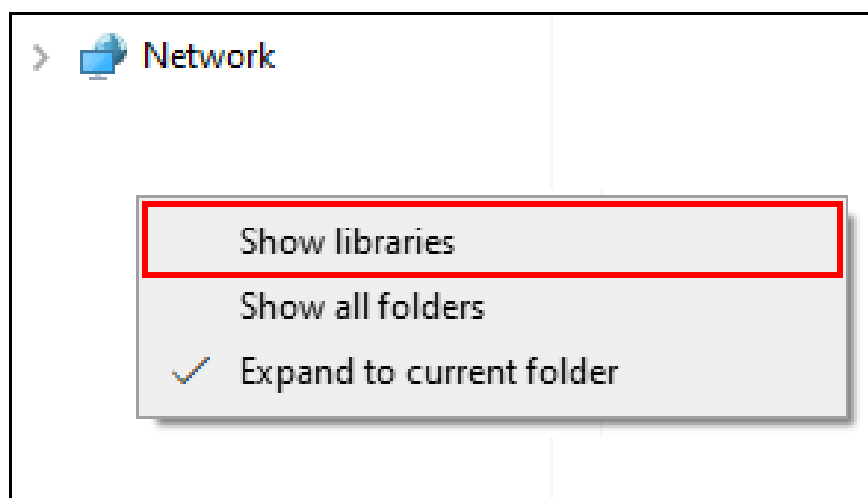 Network
Show libraries
Show all folders
Expand to current folder